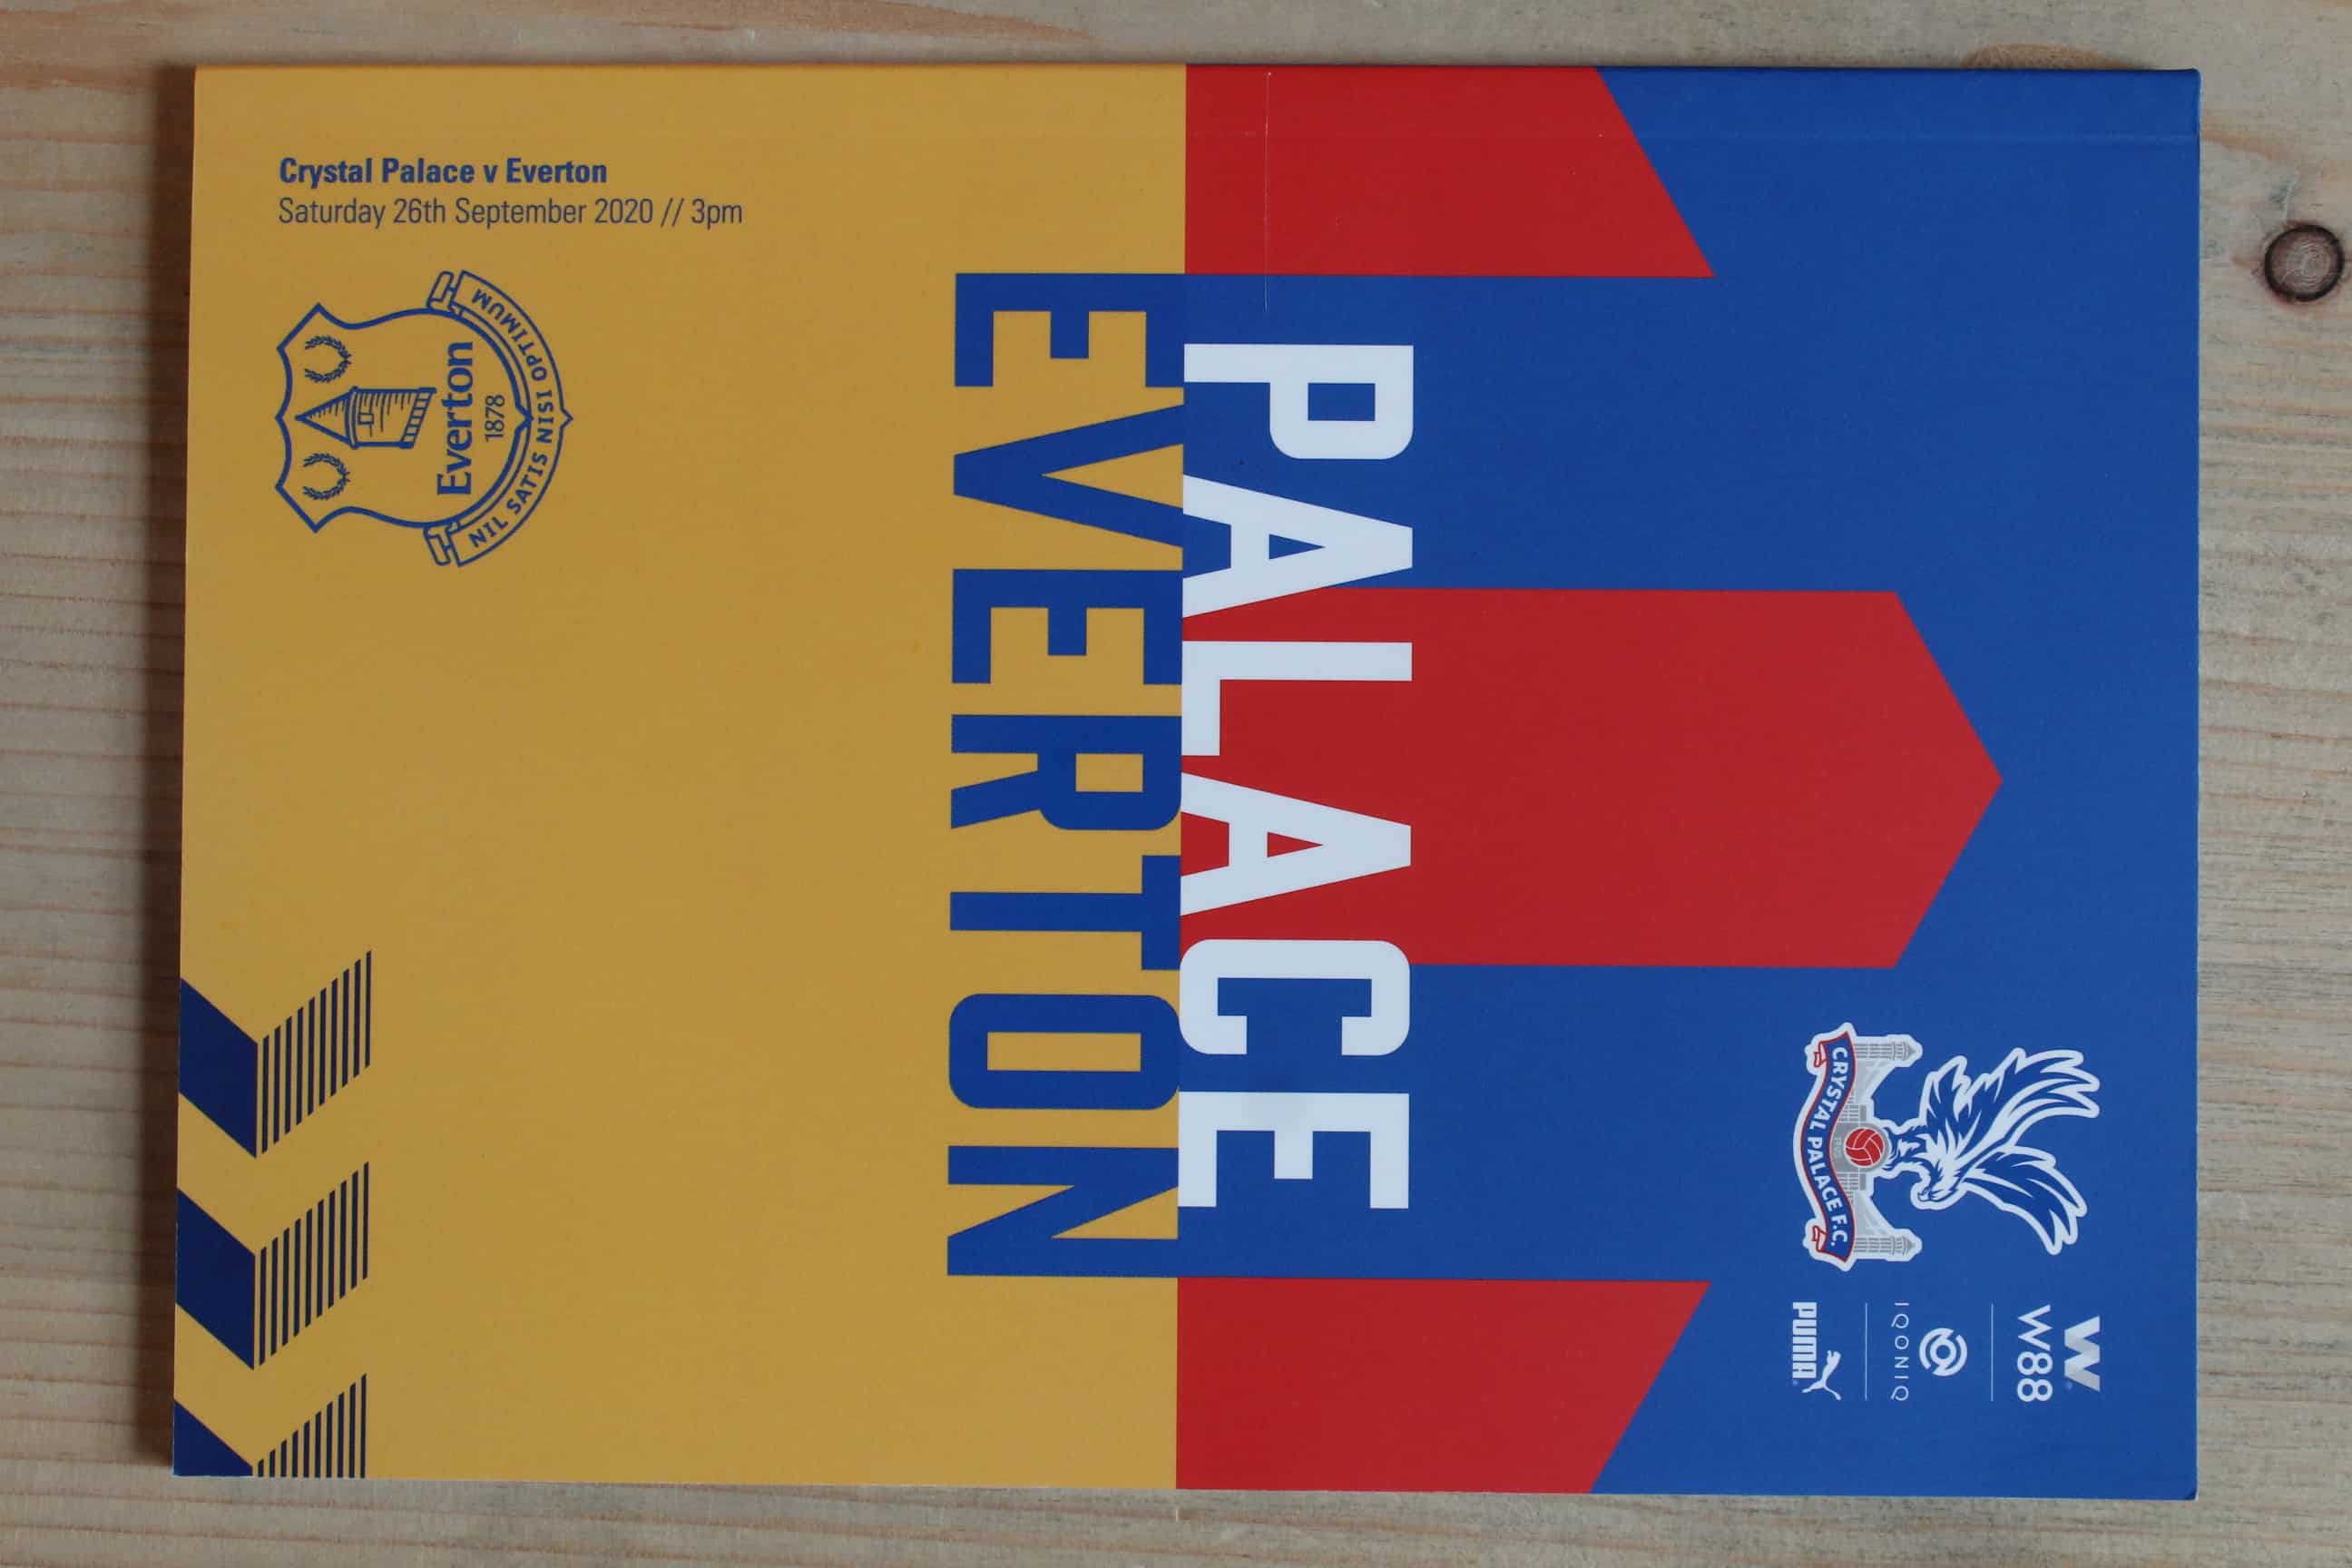 Crystal Palace v Everton
Saturday 26th September 2020 // 3pm
Everton
1878
NIL SATIS NISI OPTIMUM
EVERTON
PALACE
CRYSTAL PALACE F.C.
PUMA
IQONIQ
W
W88